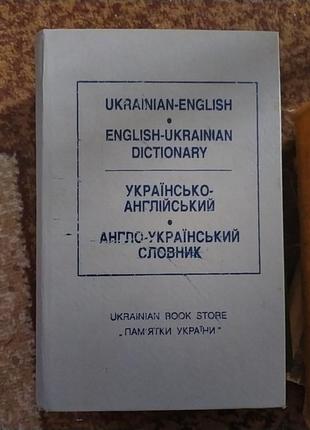 UKRAINIAN-ENGLISH
•
ENGLISH-UKRAINIAN
DICTIONARY
УКРАЇНСЬКО-
АНГЛІЙСЬКИЙ
•
АНГЛО-УКРАЇНСЬКИЙ
СЛОВНИК
UKRAINIAN BOOK STORE
„ПАМ'ЯТКИ УКРАЇНИ"